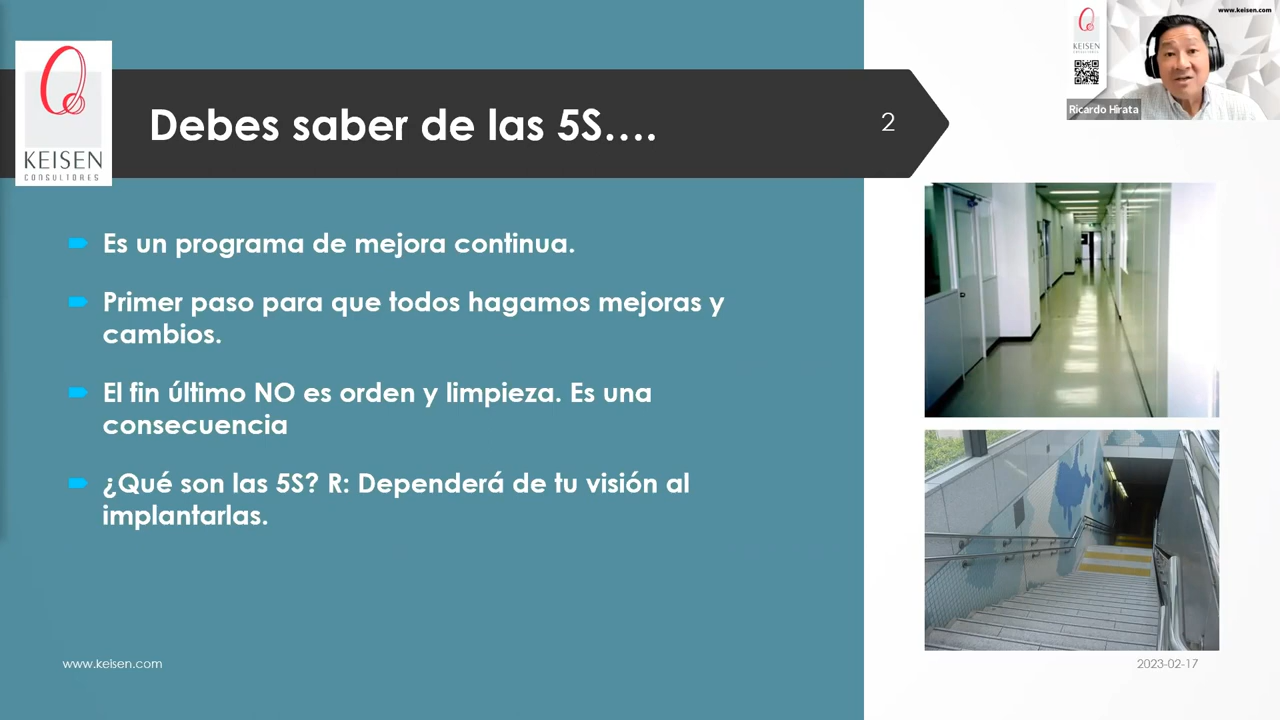 www.keisen.com
KEISEN
CONSULTORES
Ricardo Hirata
KEISEN
CONSULTORES
Debes saber de las 5S....
2
Es un programa de mejora continua.
Primer paso para que todos hagamos mejoras y
cambios.
El fin último NO es orden y limpieza. Es una
consecuencia
¿Qué son las 5S? R: Dependerá de tu visión al
implantarlas.
www.keisen.com
2023-02-17